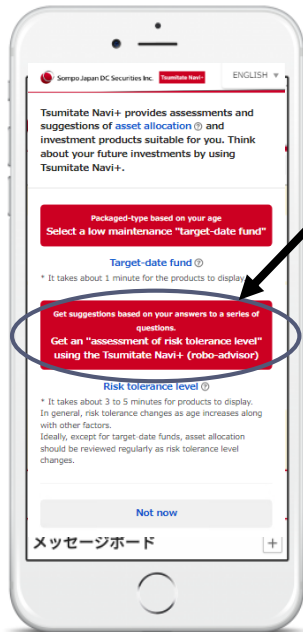 Sompo Japan DC Securities Inc. Tsumitate Navi+ ENGLISH ▼
Tsumitate Navi+ provides assessments and
suggestions of asset allocation ? and
investment products suitable for you. Think
about your future investments by using
Tsumitate Navi+.
Packaged-type based on your age
Select a low maintenance "target-date fund"
Target-date fund ?
* It takes about 1 minute for the products to display.
Get suggestions based on your answers to a series of
questions.
Get an "assessment of risk tolerance level"
using the Tsumitate Navi+ (robo-advisor)
Risk tolerance level ?
* It takes about 3 to 5 minutes for products to display.
In general, risk tolerance changes as age increases along
with other factors.
Ideally, except for target-date funds, asset allocation
should be reviewed regularly as risk tolerance level
changes.
Not now
メッセージボード +